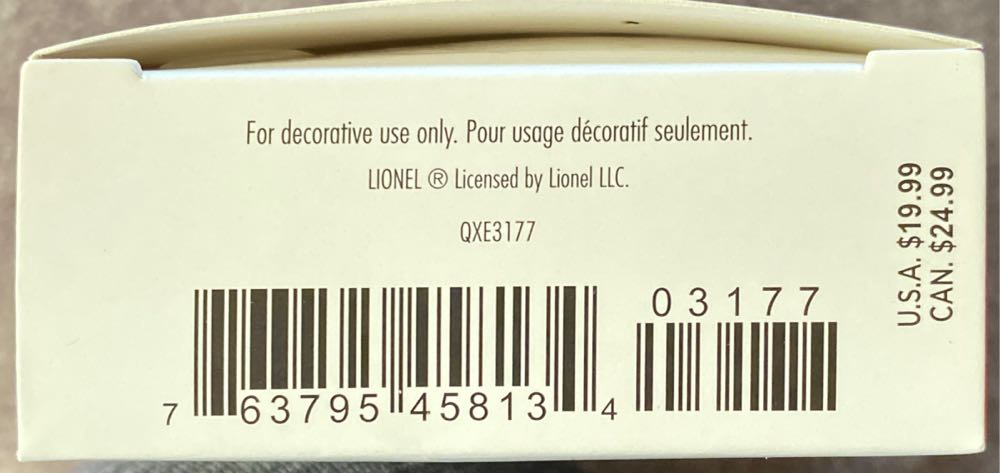 For decorative use only. Pour usage décoratif seulement.
LIONEL ® Licensed by Lionel LLC.
QXE3177
U.S.A. $19.99
CAN. $24.99
03177
7 63795 45813 4